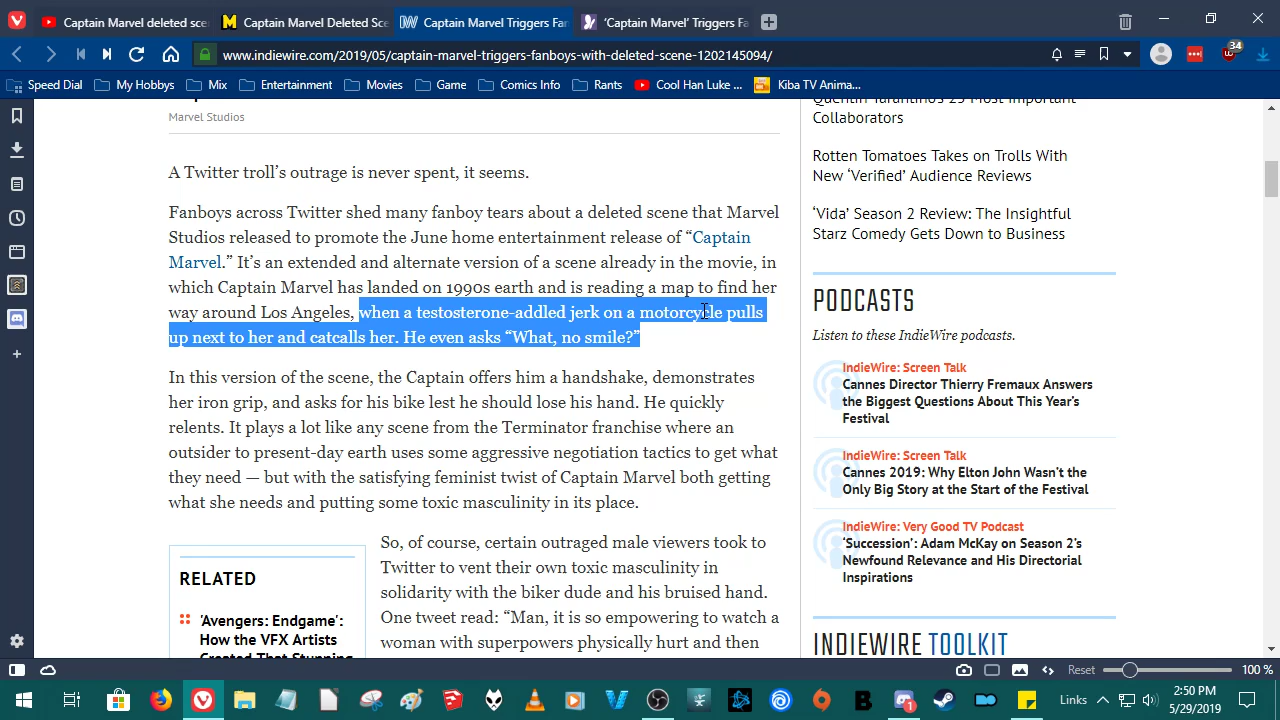 Captain Marvel deleted sce
Captain Marvel Deleted Sce
Captain Marvel Triggers Fan
'Captain Marvel' Triggers Fa
www.indiewire.com/2019/05/captain-marvel-triggers-fanboys-with-deleted-scene-1202145094/
34
Speed Dial
My Hobbys
Mix
Entertainment
Movies
Game
Comics Info
Rants
Cool Han Luke ...
Kiba TV Anima...
Marvel Studios
A Twitter troll's outrage is never spent, it seems.
Fanboys across Twitter shed many fanboy tears about a deleted scene that Marvel
Studios released to promote the June home entertainment release of “Captain
Marvel.” It's an extended and alternate version of a scene already in the movie, in
which Captain Marvel has landed on 1990s earth and is reading a map to find her
way around Los Angeles, when a testosterone-addled jerk on a motorcycle pulls
up next to her and catcalls her. He even asks “What, no smile?”
In this version of the scene, the Captain offers him a handshake, demonstrates
her iron grip, and asks for his bike lest he should lose his hand. He quickly
relents. It plays a lot like any scene from the Terminator franchise where an
outsider to present-day earth uses some aggressive negotiation tactics to get what
they need — but with the satisfying feminist twist of Captain Marvel both getting
what she needs and putting some toxic masculinity in its place.
RELATED
'Avengers: Endgame':
How the VFX Artists
Created That Stunning
So, of course, certain outraged male viewers took to
Twitter to vent their own toxic masculinity in
solidarity with the biker dude and his bruised hand.
One tweet read: “Man, it is so empowering to watch a
woman with superpowers physically hurt and then
Quentin Tarantino's 25 Most Important
Collaborators
Rotten Tomatoes Takes on Trolls With
New ‘Verified’ Audience Reviews
‘Vida’ Season 2 Review: The Insightful
Starz Comedy Gets Down to Business
PODCASTS
Listen to these IndieWire podcasts.
IndieWire: Screen Talk
Cannes Director Thierry Fremaux Answers
the Biggest Questions About This Year's
Festival
IndieWire: Screen Talk
Cannes 2019: Why Elton John Wasn't the
Only Big Story at the Start of the Festival
IndieWire: Very Good TV Podcast
‘Succession’: Adam McKay on Season 2's
Newfound Relevance and His Directorial
Inspirations
INDIEWIRE TOOLKIT
Reset
100 %
Links
2:50 PM
5/29/2019